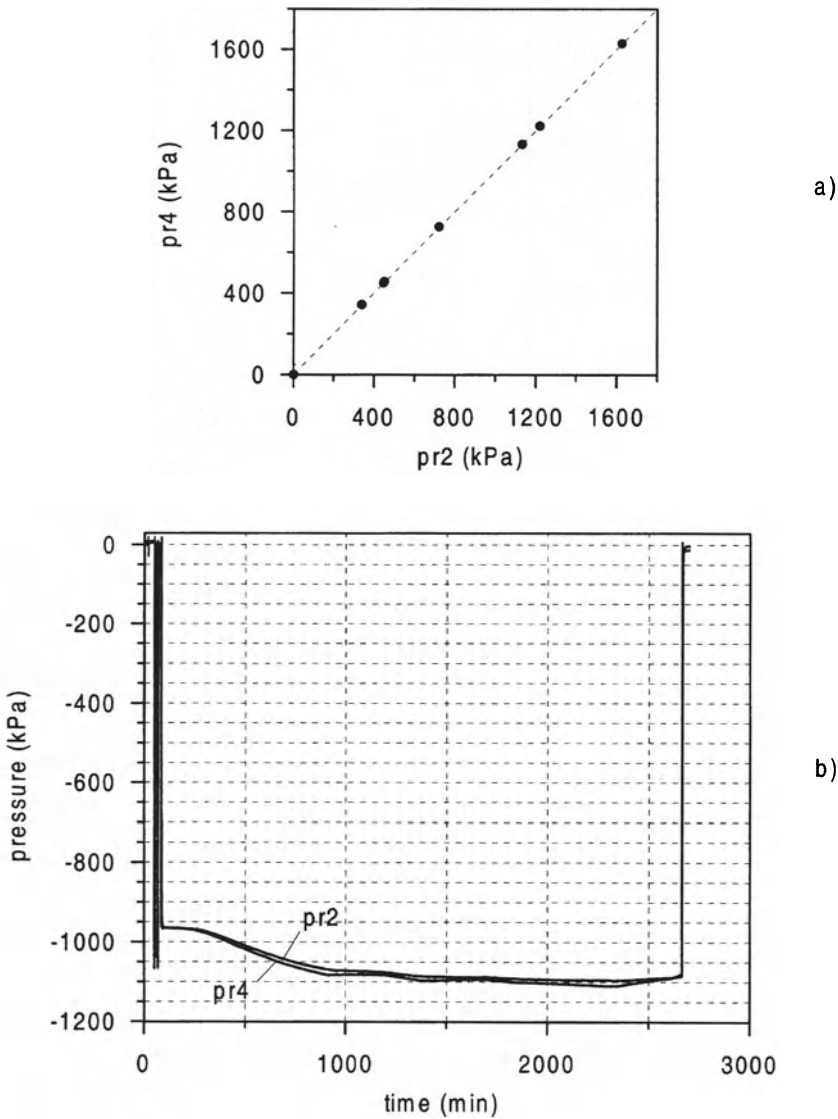 1600
1200
800
400
0
pr4 (kPa)
0 400 800 1200 1600
pr2 (kPa)
a)
0
-200
-400
-600
-800
-1000
-1200
pressure (kPa)
pr2
pr4
0 1000 2000 3000
time (min)
b)